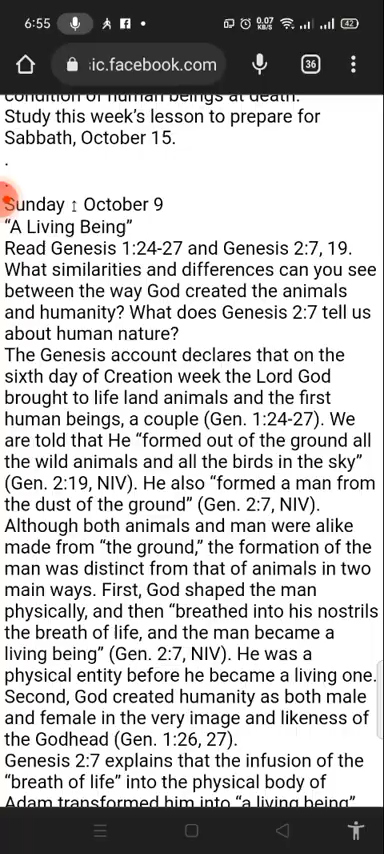 6:55
0.07
KB/S
42
sic.facebook.com
36
condition of human beings at death.
Study this week's lesson to prepare for
Sabbath, October 15.
.
.
Sunday ↥ October 9
“A Living Being”
Read Genesis 1:24-27 and Genesis 2:7, 19.
What similarities and differences can you see
between the way God created the animals
and humanity? What does Genesis 2:7 tell us
about human nature?
The Genesis account declares that on the
sixth day of Creation week the Lord God
brought to life land animals and the first
human beings, a couple (Gen. 1:24-27). We
are told that He “formed out of the ground all
the wild animals and all the birds in the sky”
(Gen. 2:19, NIV). He also “formed a man from
the dust of the ground” (Gen. 2:7, NIV).
Although both animals and man were alike
made from “the ground,” the formation of the
man was distinct from that of animals in two
main ways. First, God shaped the man
physically, and then “breathed into his nostrils
the breath of life, and the man became a
living being” (Gen. 2:7, NIV). He was a
physical entity before he became a living one.
Second, God created humanity as both male
and female in the very image and likeness of
the Godhead (Gen. 1:26, 27).
Genesis 2:7 explains that the infusion of the
“breath of life” into the physical body of
Adam transformed him into “a living being”